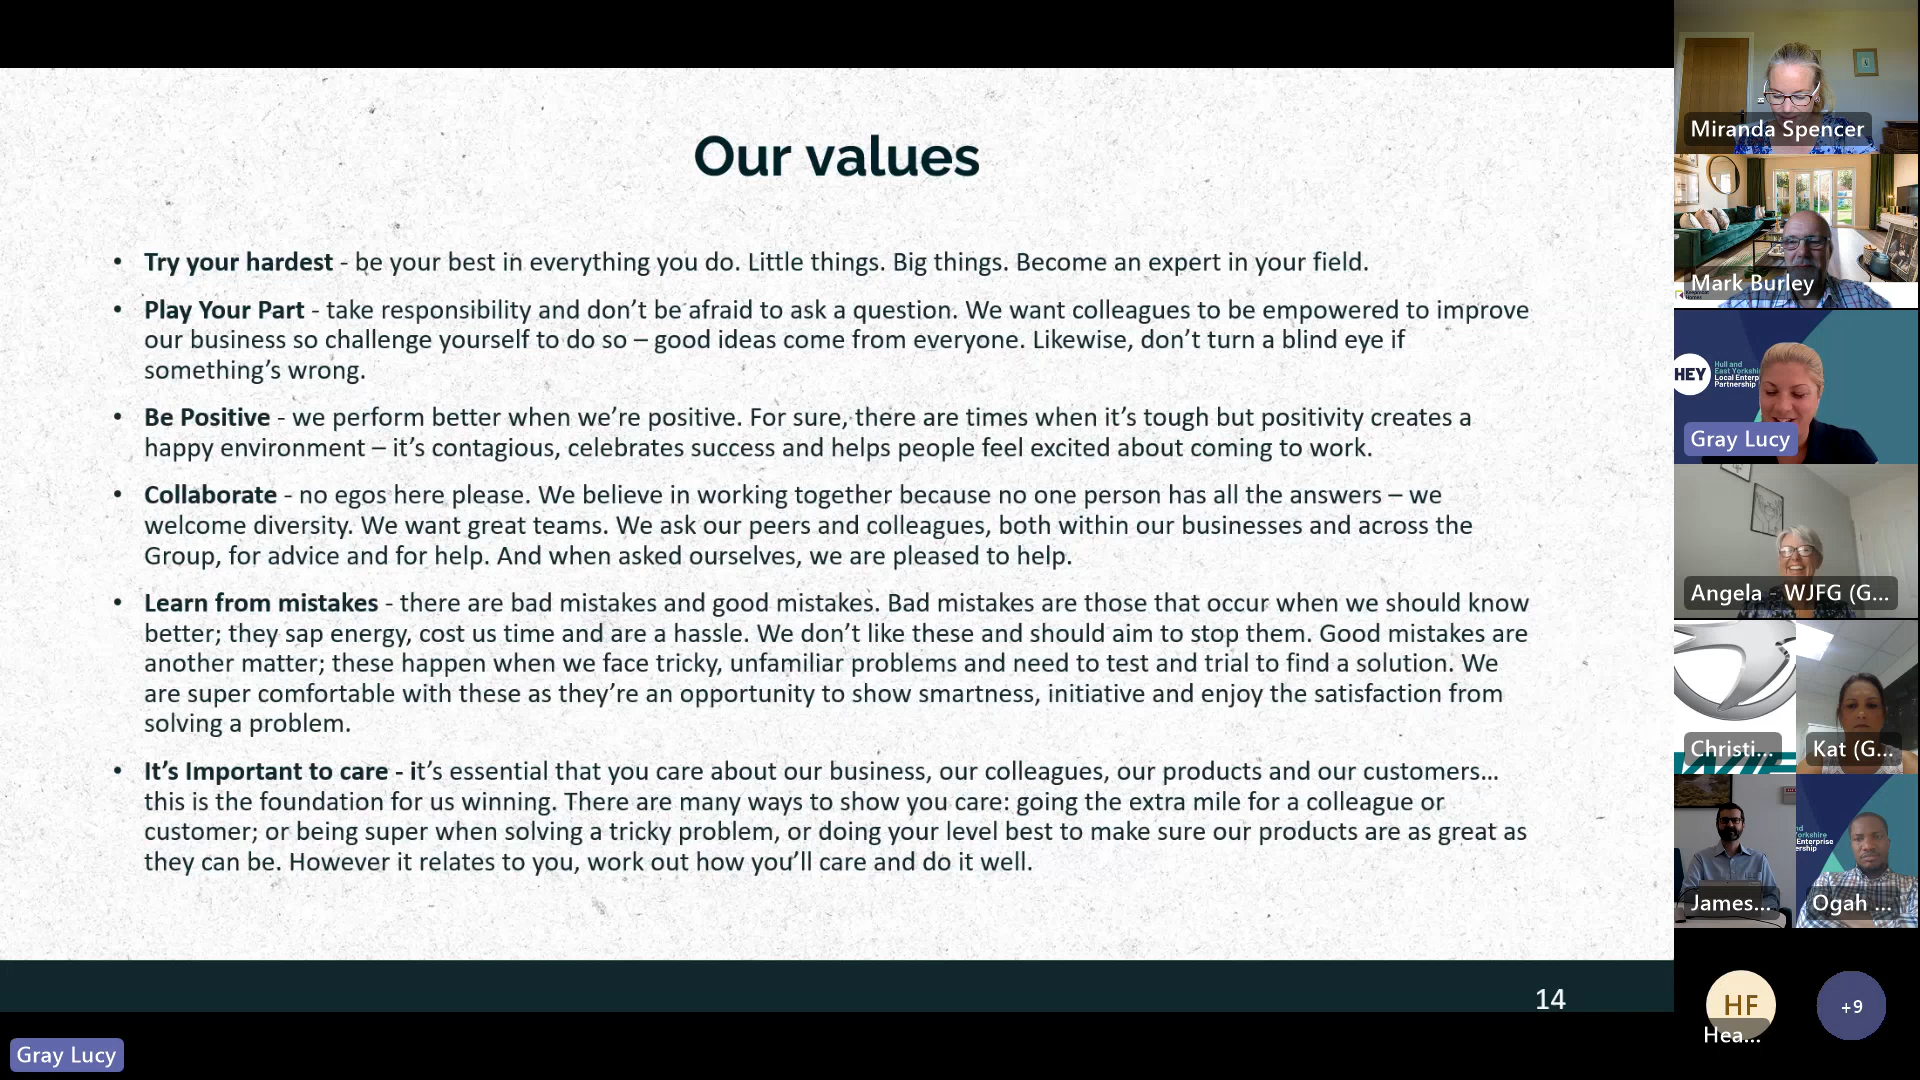 Our values
• Try your hardest - be your best in everything you do. Little things. Big things. Become an expert in your field.
• Play Your Part - take responsibility and don’t be afraid to ask a question. We want colleagues to be empowered to improve
our business so challenge yourself to do so – good ideas come from everyone. Likewise, don’t turn a blind eye if
something’s wrong.
• Be Positive - we perform better when we’re positive. For sure, there are times when it’s tough but positivity creates a
happy environment – it’s contagious, celebrates success and helps people feel excited about coming to work.
• Collaborate - no egos here please. We believe in working together because no one person has all the answers – we
welcome diversity. We want great teams. We ask our peers and colleagues, both within our businesses and across the
Group, for advice and for help. And when asked ourselves, we are pleased to help.
• Learn from mistakes - there are bad mistakes and good mistakes. Bad mistakes are those that occur when we should know
better; they sap energy, cost us time and are a hassle. We don’t like these and should aim to stop them. Good mistakes are
another matter; these happen when we face tricky, unfamiliar problems and need to test and trial to find a solution. We
are super comfortable with these as they’re an opportunity to show smartness, initiative and enjoy the satisfaction from
solving a problem.
• It’s Important to care - it’s essential that you care about our business, our colleagues, our products and our customers…
this is the foundation for us winning. There are many ways to show you care: going the extra mile for a colleague or
customer; or being super when solving a tricky problem, or doing your level best to make sure our products are as great as
they can be. However it relates to you, work out how you’ll care and do it well.
14
Gray Lucy
Miranda Spencer
Mark Burley
HEY
Hull and
East Yorkshi
Local Enterp
Partnership
Gray Lucy
Angela - WJFG (G...
Christi...
Kat (G...
James...
nd
orkshire
Enterprise
ership
Ogah ...
HF
Hea...
+9